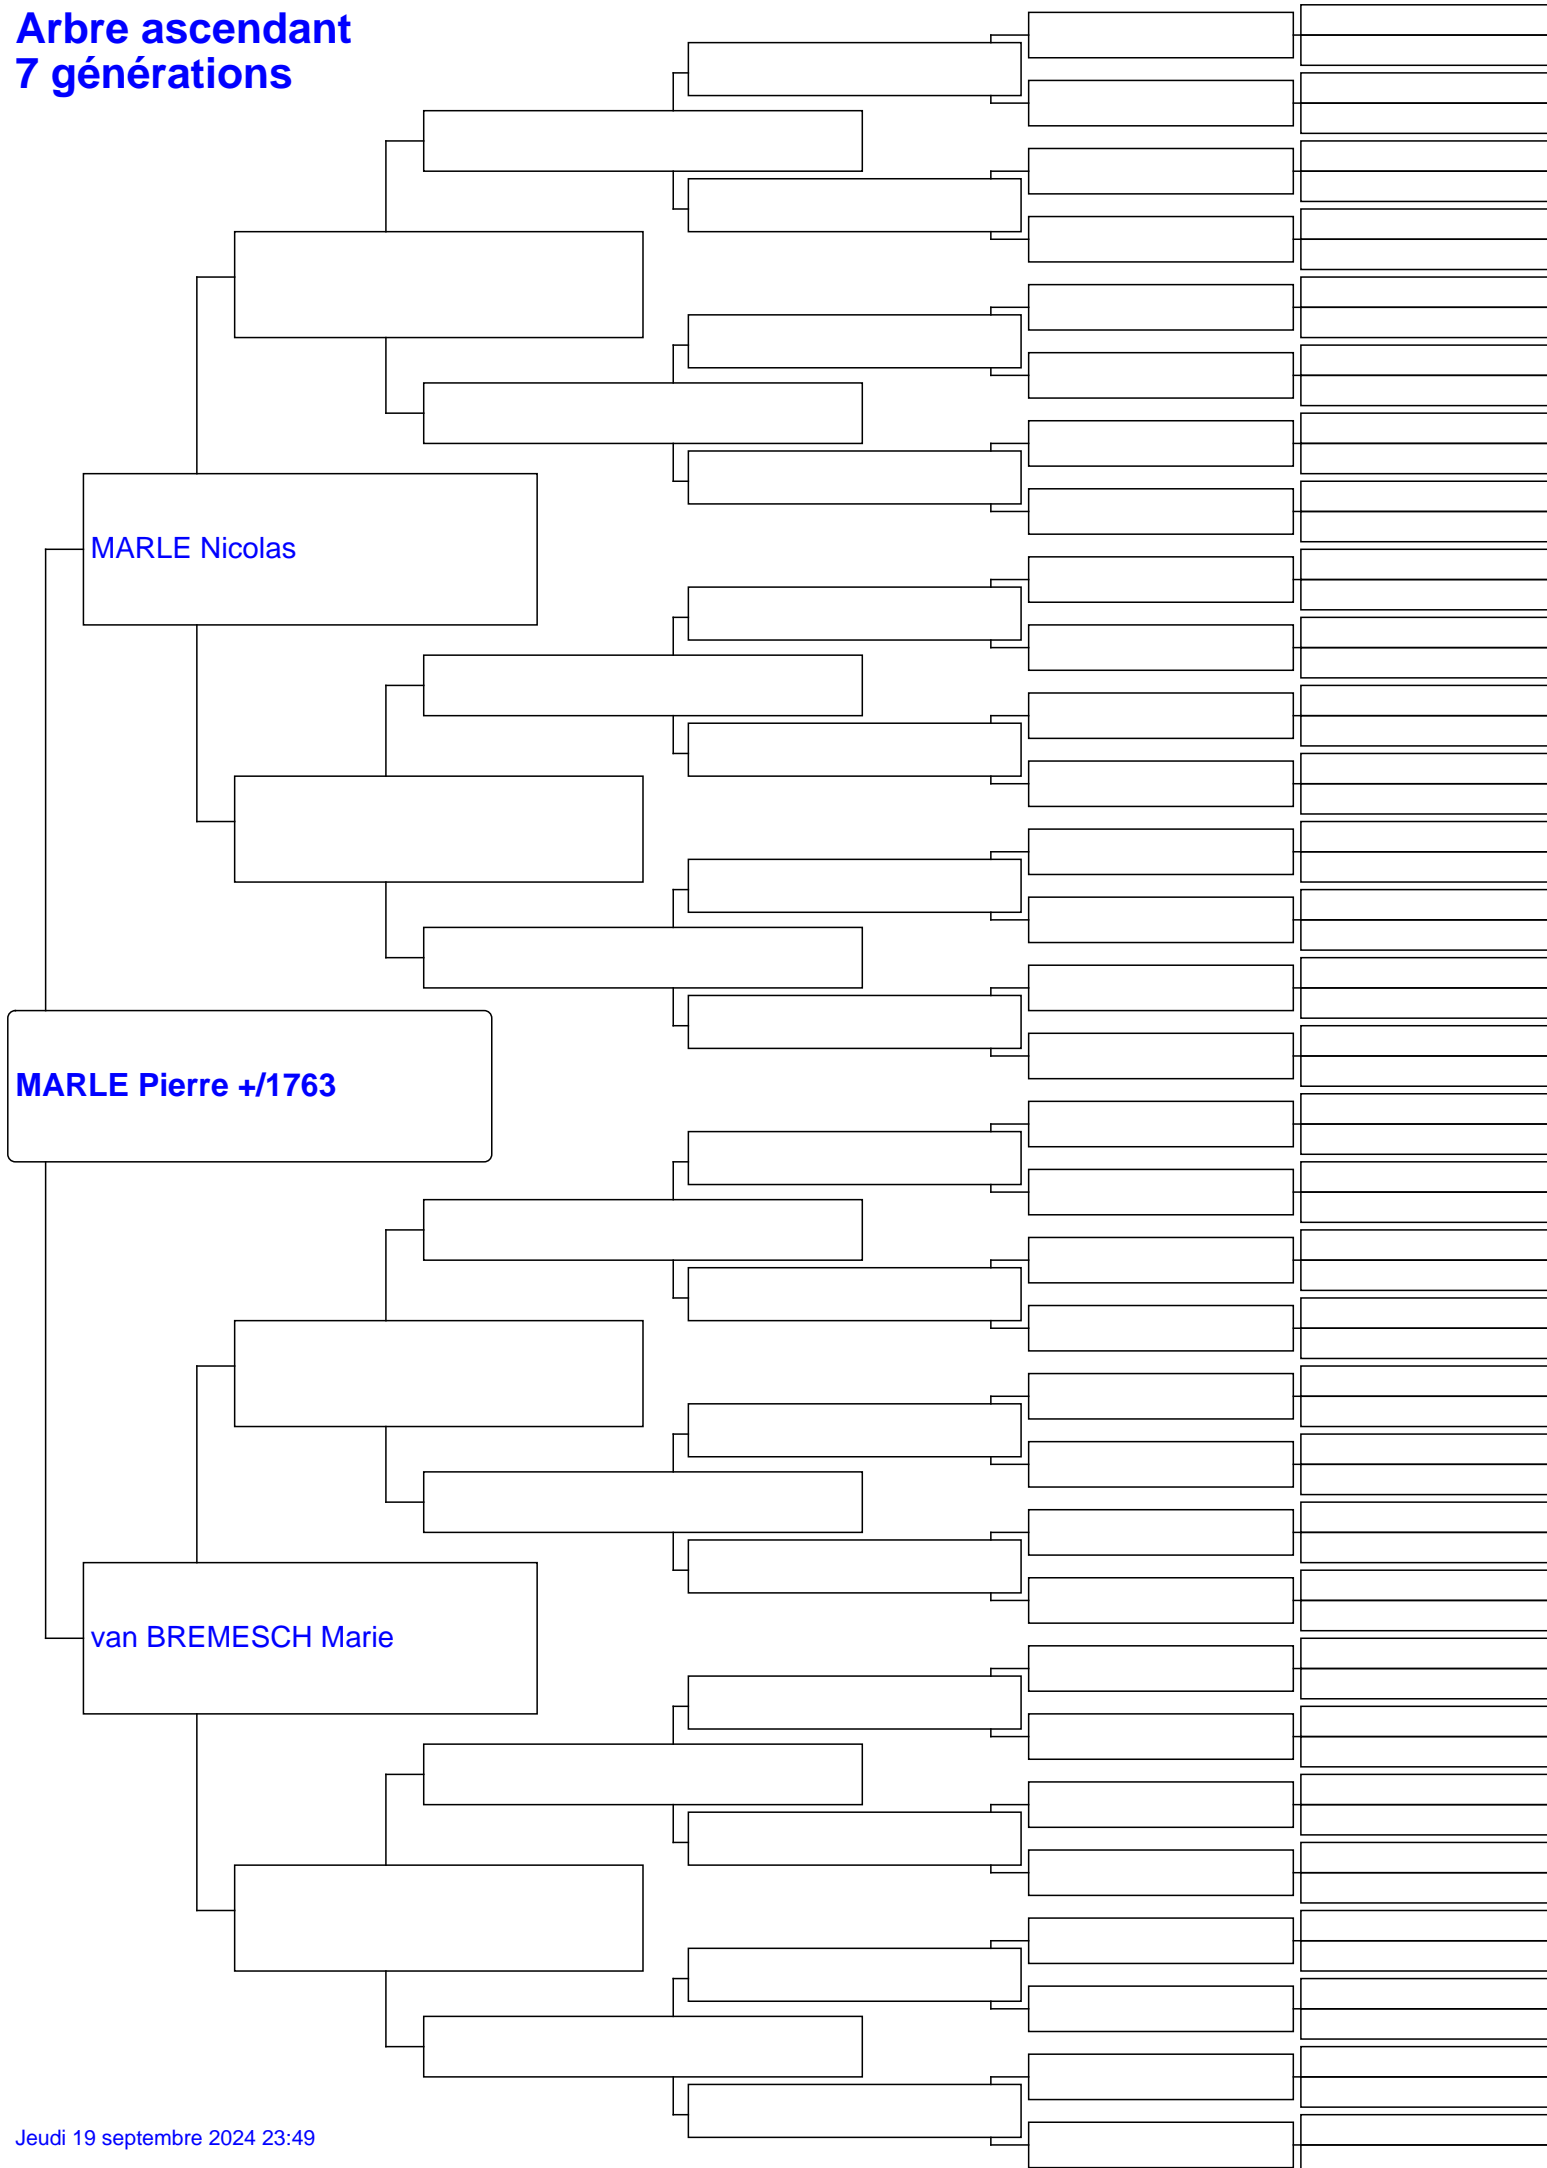 Arbre ascendant
7 générations
MARLE Nicolas
MARLE Pierre +/1763
van BREMESCH Marie
Jeudi 19 septembre 2024 23:49